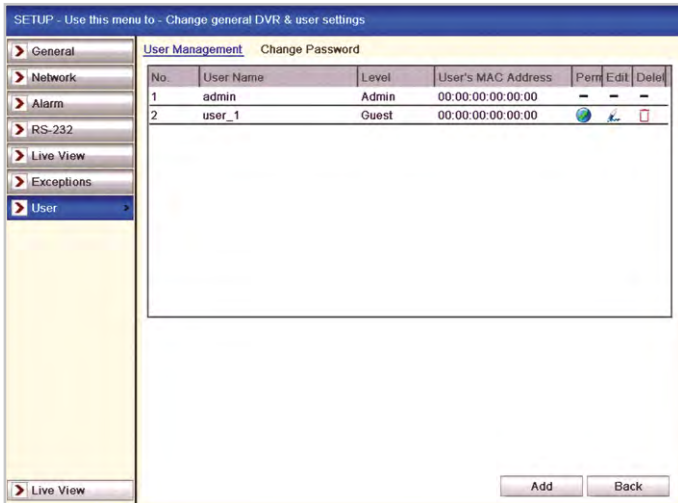 SETUP - Use this menu to - Change general DVR & user settings
General
Network
Alarm
RS-232
Live View
Exceptions
User
Live View
User Management Change Password
No. User Name Level User's MAC Address Perm Edit Delet
1 admin Admin 00:00:00:00:00:00 – – –
2 user_1 Guest 00:00:00:00:00:00
Add Back